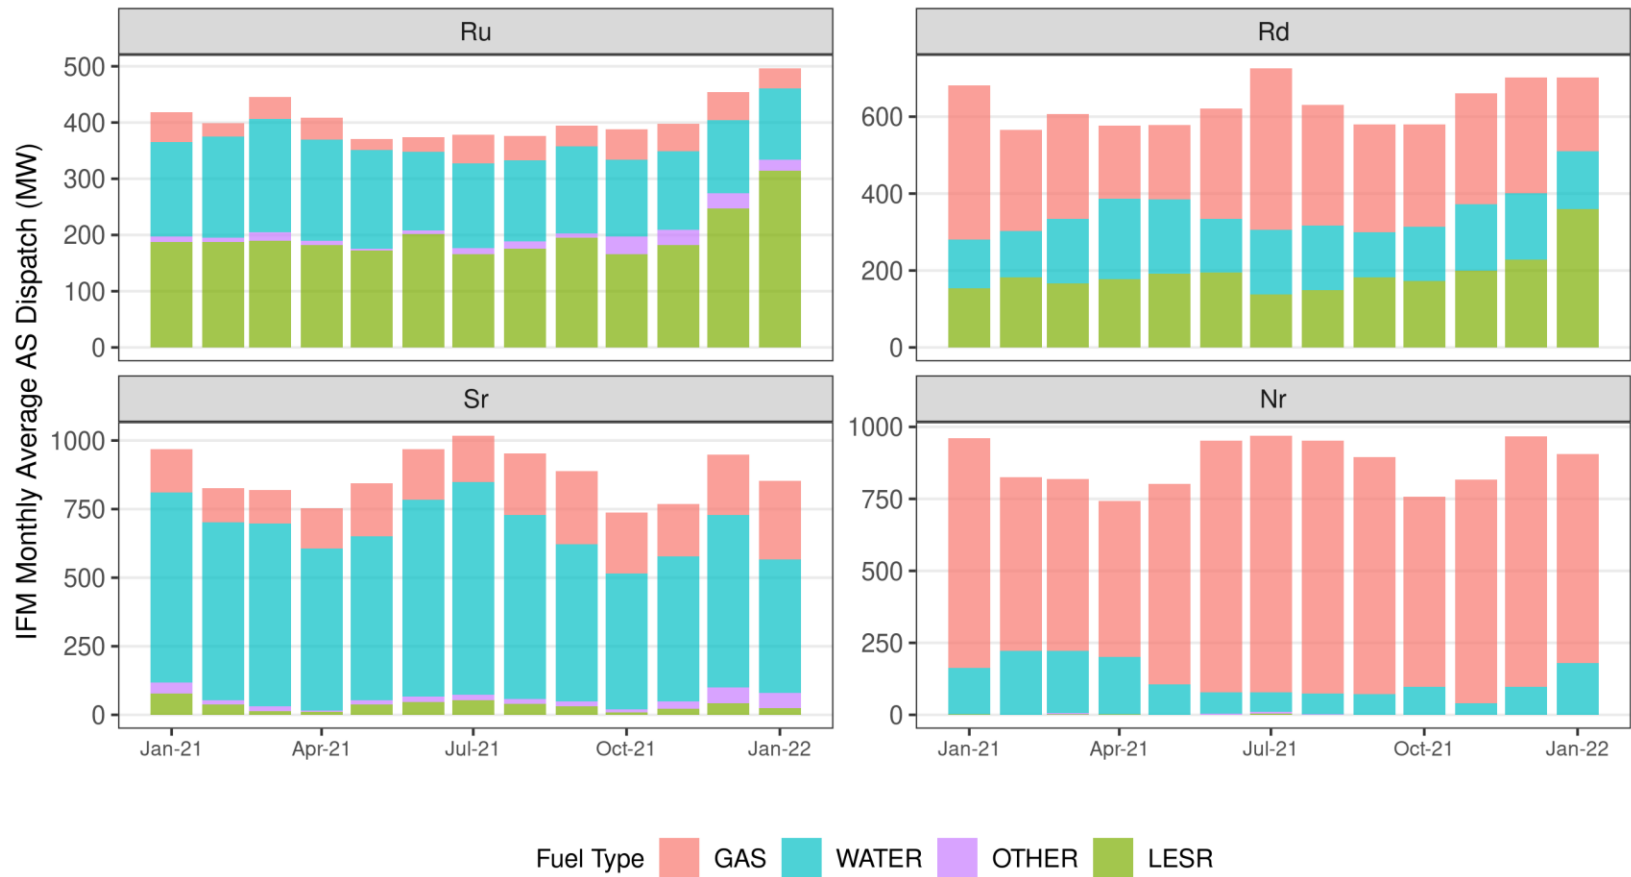 Ru
Rd
500
400
300
200
100
0
600
400
200
0
IFM Monthly Average AS Dispatch (MW)
Sr
Nr
1000
750
500
250
0
1000
750
500
250
0
Jan-21 Apr-21 Jul-21 Oct-21 Jan-22
Jan-21 Apr-21 Jul-21 Oct-21 Jan-22
Fuel Type GAS WATER OTHER LESR